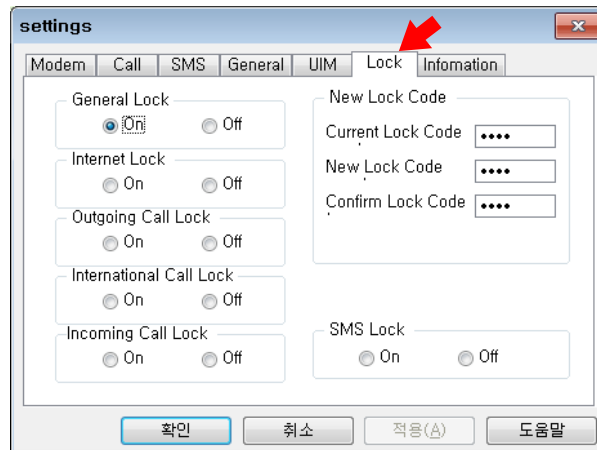 settings
Modem Call SMS General UIM Lock Infomation
General Lock
On Off
Internet Lock
On Off
Outgoing Call Lock
On Off
International Call Lock
On Off
Incoming Call Lock
On Off
New Lock Code
Current Lock Code ••••
New Lock Code ••••
Confirm Lock Code ••••
SMS Lock
On Off
확인 취소 적용(A) 도움말